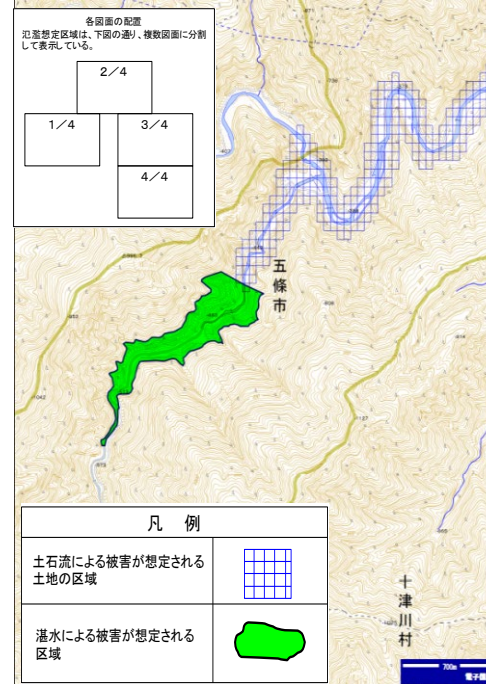 各図面の配置
氾濫想定区域は、下図の通り、複数図面に分割
して表示している。
2/4
1/4
3/4
4/4
五條市
凡 例
土石流による被害が想定される
土地の区域
湛水による被害が想定される
区域
十津川村
700m